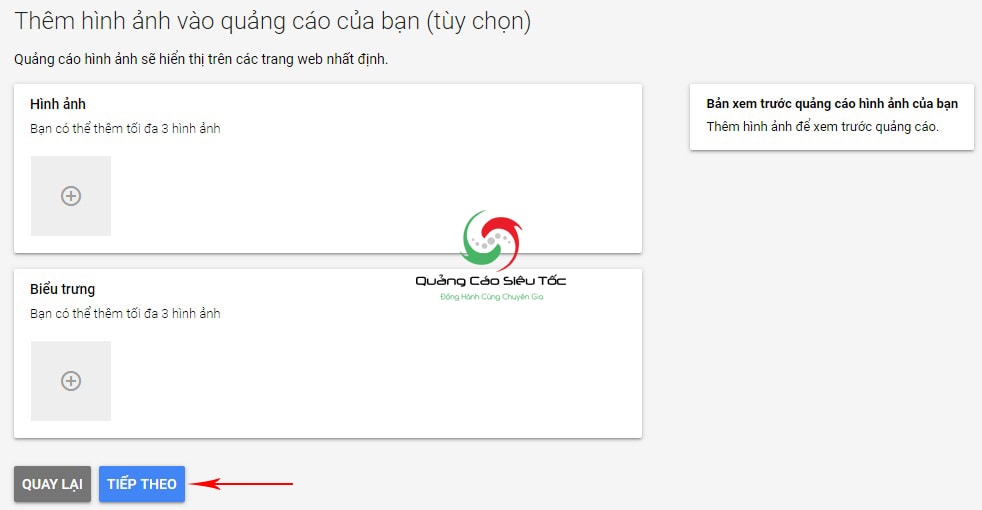 Thêm hình ảnh vào quảng cáo của bạn (tùy chọn)
Quảng cáo hình ảnh sẽ hiển thị trên các trang web nhất định.
Hình ảnh
Bạn có thể thêm tối đa 3 hình ảnh
Bản xem trước quảng cáo hình ảnh của bạn
Thêm hình ảnh để xem trước quảng cáo.
Quảng Cáo Siêu Tốc
Đồng Hành Cùng Chuyên Gia
Biểu trưng
Bạn có thể thêm tối đa 3 hình ảnh
QUAY LẠI
TIẾP THEO